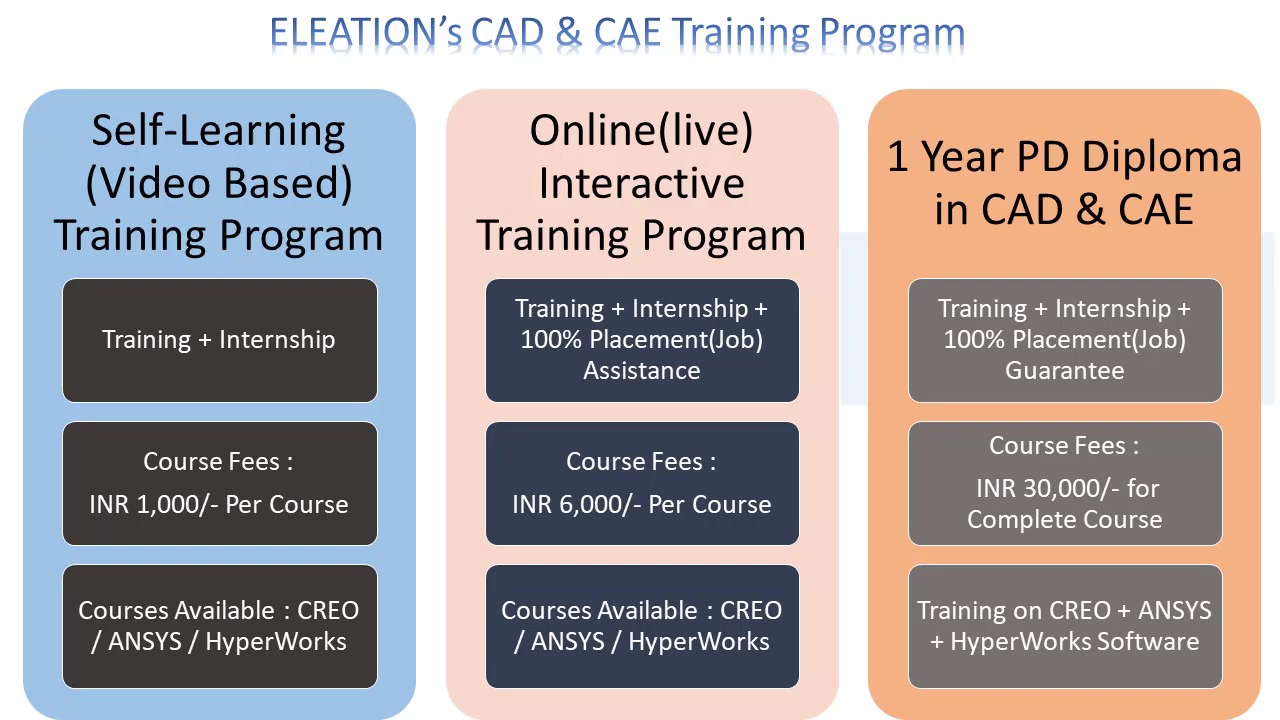 ELEATION’s CAD & CAE Training Program
Self-Learning
(Video Based)
Training Program
Training + Internship
Course Fees :
INR 1,000/- Per Course
Courses Available : CREO
/ ANSYS / HyperWorks
Online(live)
Interactive
Training Program
Training + Internship +
100% Placement(Job)
Assistance
Course Fees :
INR 6,000/- Per Course
Courses Available : CREO
/ ANSYS / HyperWorks
1 Year PD Diploma
in CAD & CAE
Training + Internship +
100% Placement(Job)
Guarantee
Course Fees :
INR 30,000/- for
Complete Course
Training on CREO + ANSYS
+ HyperWorks Software